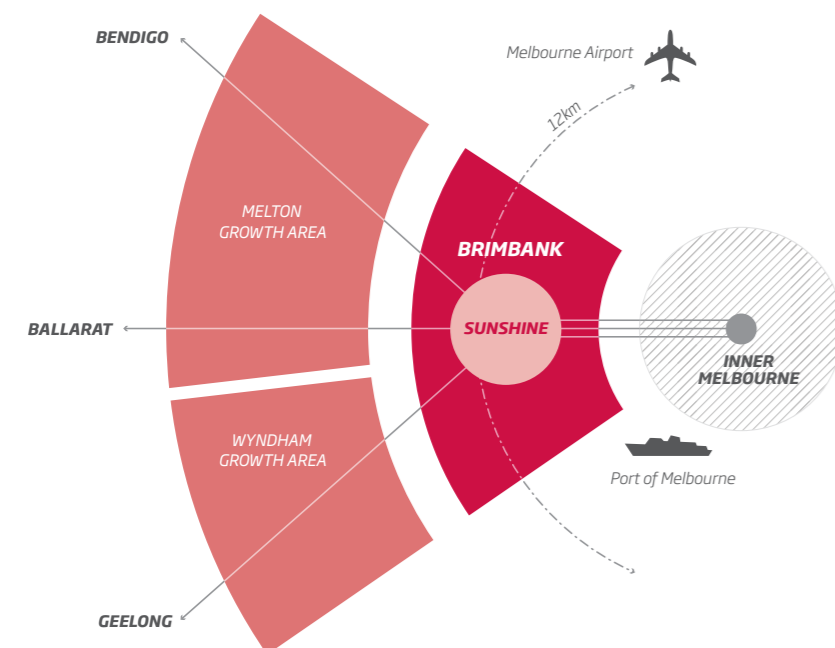 BENDIGO
Melbourne Airport
12km
MELTON
GROWTH AREA
BRIMBANK
BALLARAT
SUNSHINE
INNER
MELBOURNE
WYNDHAM
GROWTH AREA
Port of Melbourne
GEELONG